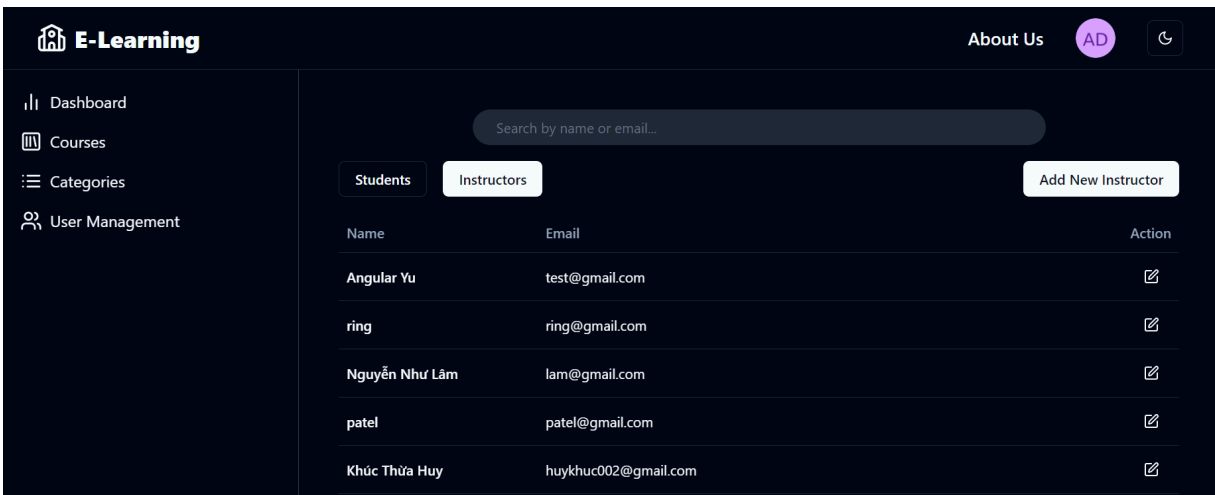 E-Learning
About Us AD
Dashboard
Courses
Categories
User Management
Search by name or email...
Students Instructors Add New Instructor
Name Email Action
Angular Yu test@gmail.com
ring ring@gmail.com
Nguyễn Như Lâm lam@gmail.com
patel patel@gmail.com
Khúc Thừa Huy huykhuc002@gmail.com